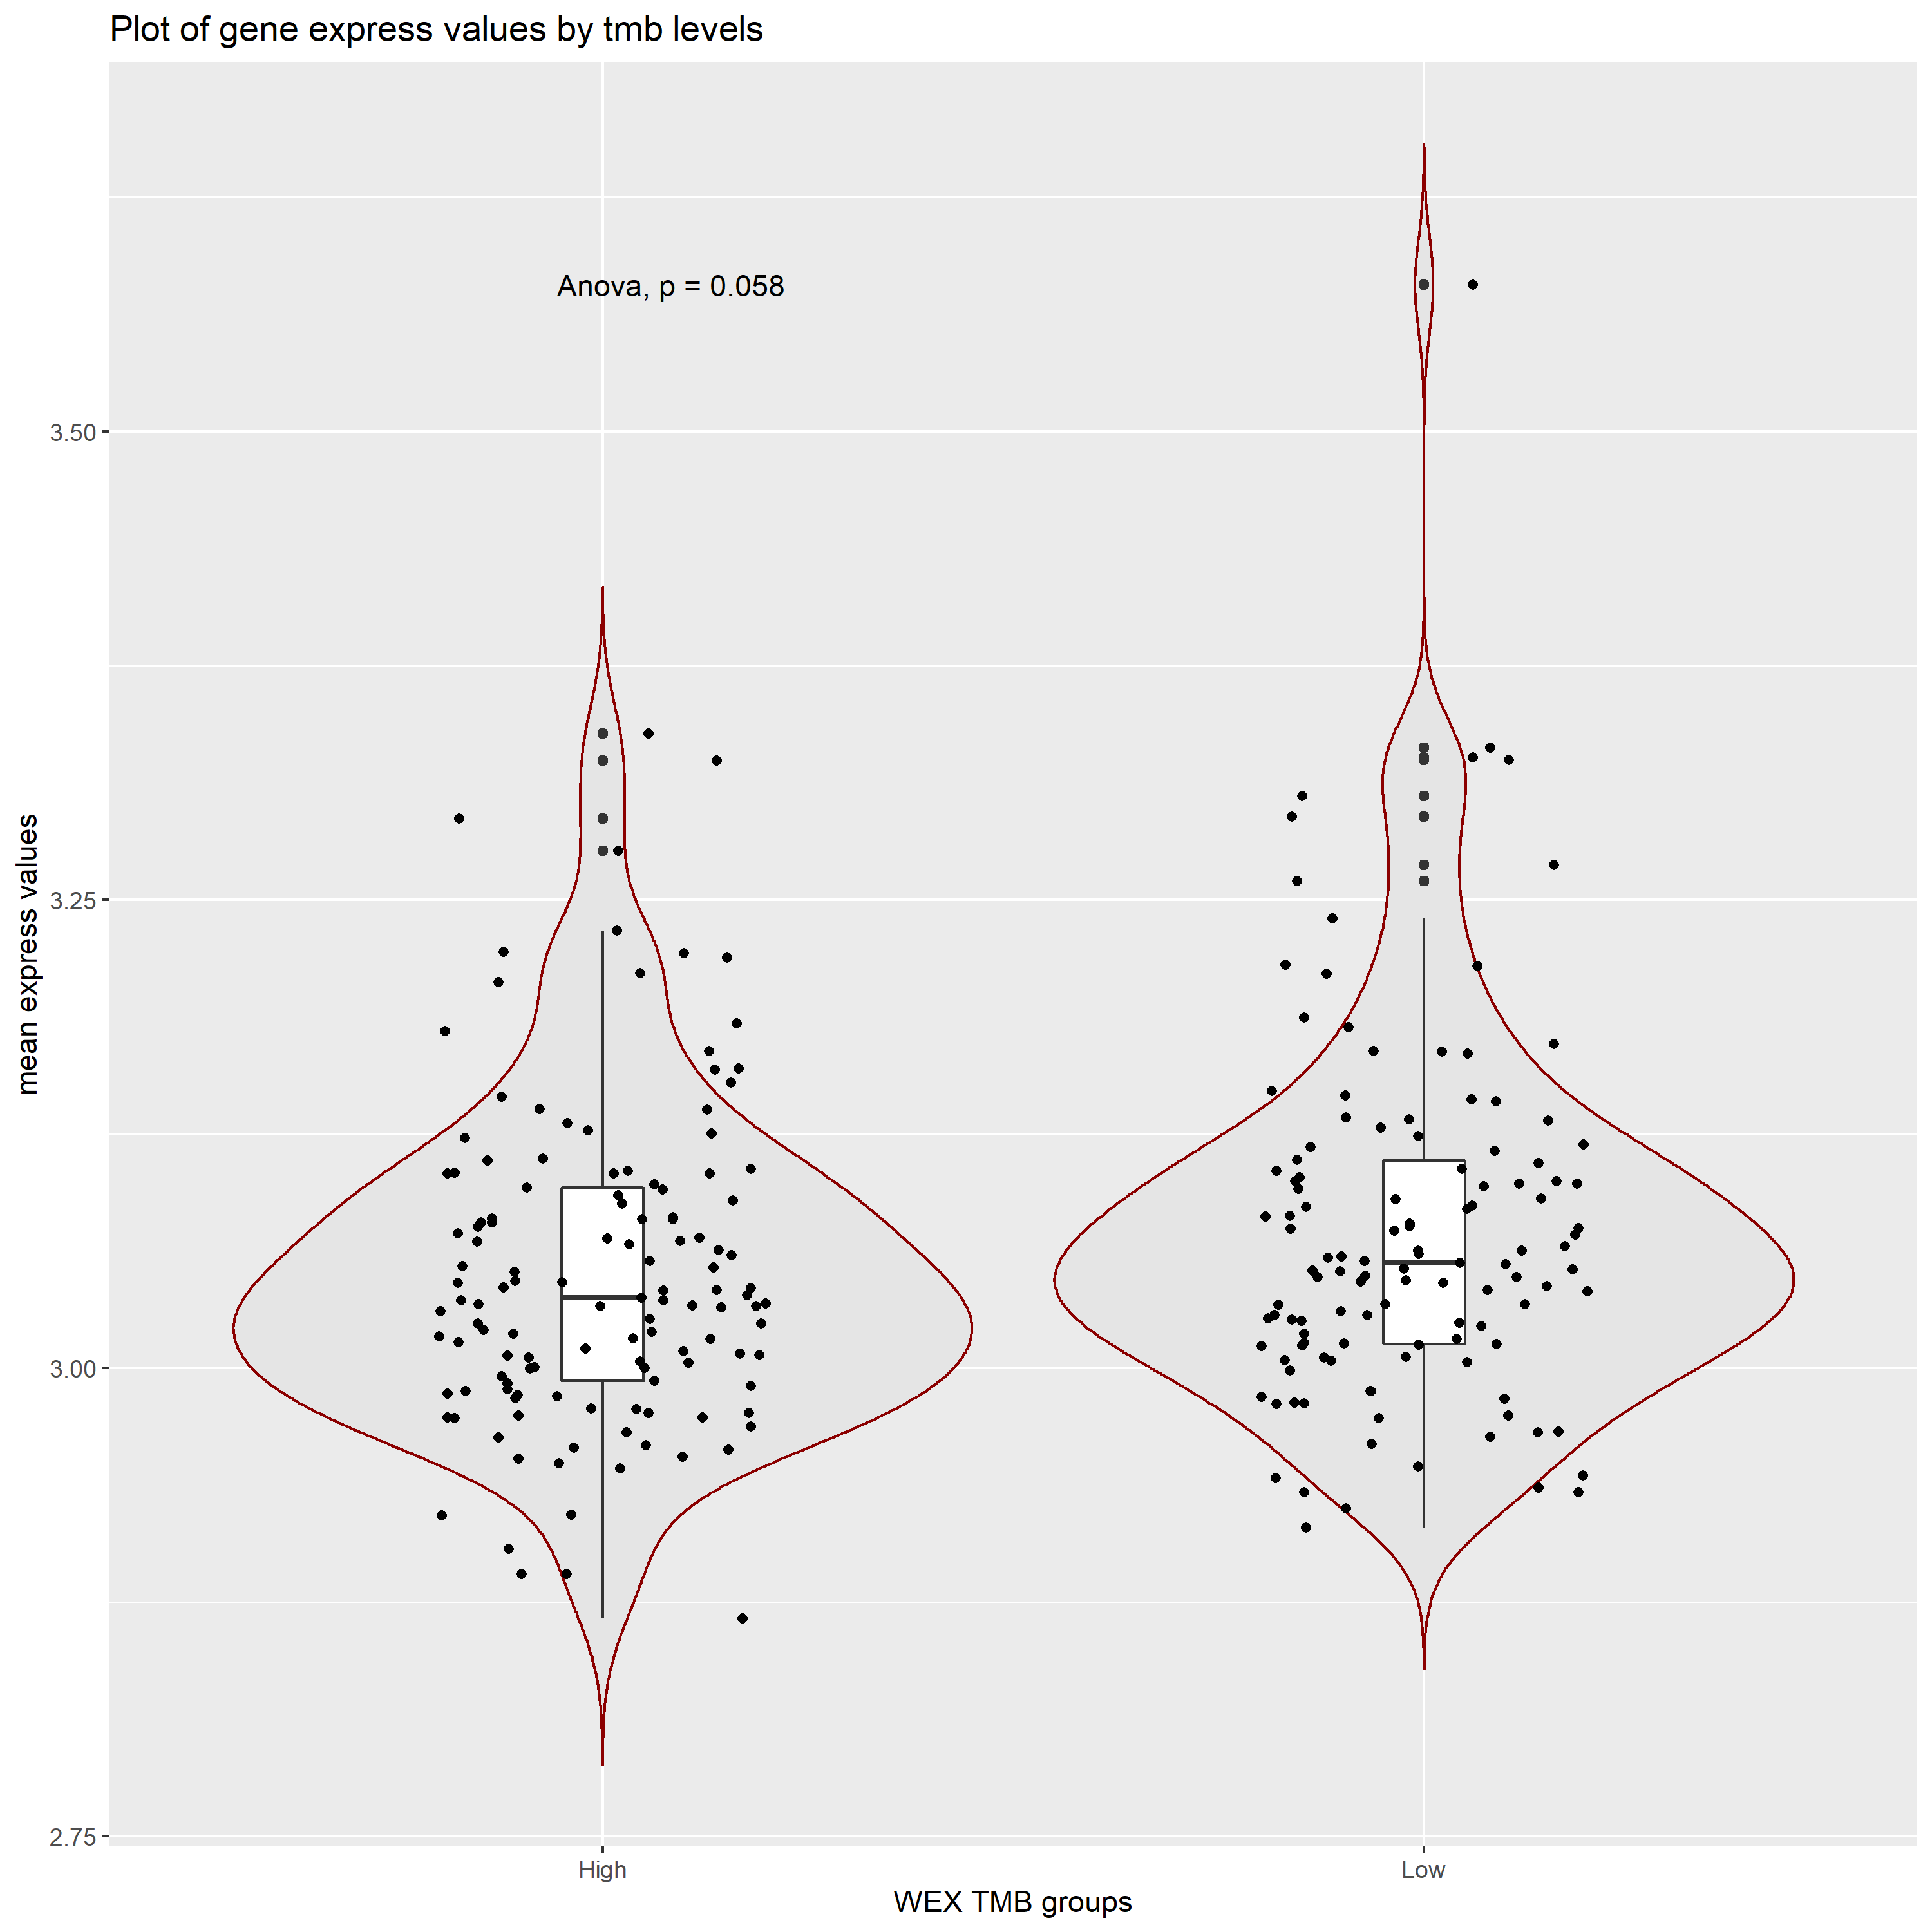 Plot of gene express values by tmb levels
Anova, p = 0.058
mean express values
3.50
3.25
3.00
2.75
High
Low
WEX TMB groups